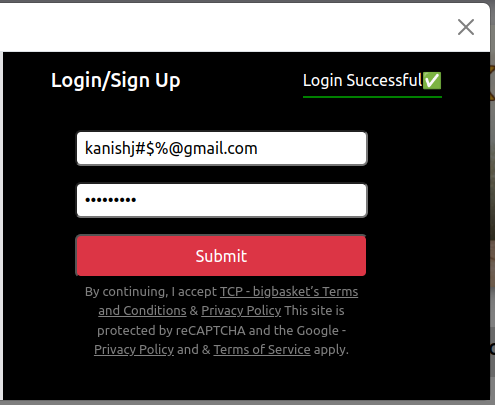 Login/Sign Up
Login Successful✅
kanishj#$%@gmail.com
•••••••••
Submit
By continuing, I accept TCP - bigbasket's Terms
and Conditions & Privacy Policy This site is
protected by reCAPTCHA and the Google -
Privacy Policy and & Terms of Service apply.